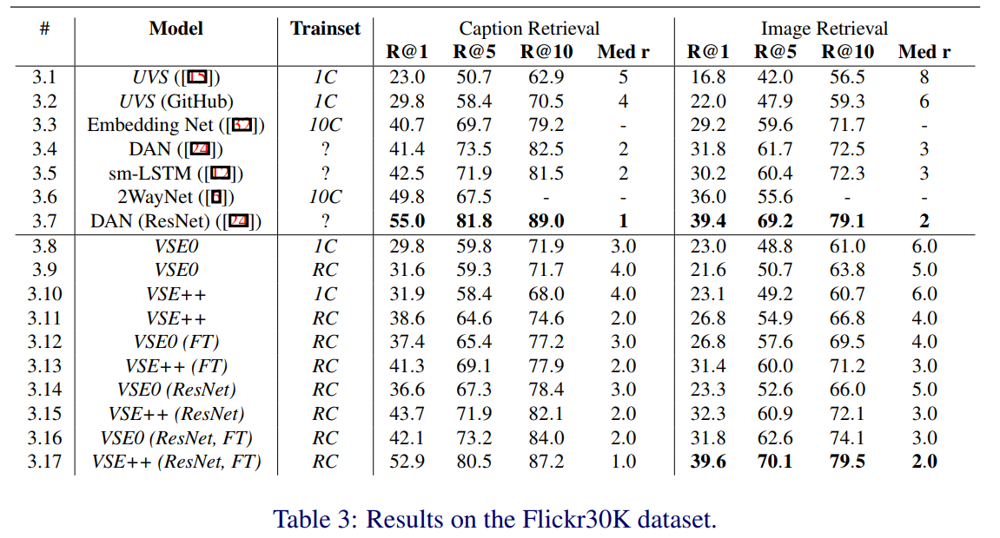 # Model Trainset Caption Retrieval Image Retrieval
R@1 R@5 R@10 Med r R@1 R@5 R@10 Med r
3.1 UVS ([15]) 1C 23.0 50.7 62.9 5 16.8 42.0 56.5 8
3.2 UVS (GitHub) 1C 29.8 58.4 70.5 4 22.0 47.9 59.3 6
3.3 Embedding Net ([32]) 10C 40.7 69.7 79.2 - 29.2 59.6 71.7 -
3.4 DAN ([24]) ? 41.4 73.5 82.5 2 31.8 61.7 72.5 3
3.5 sm-LSTM ([12]) ? 42.5 71.9 81.5 2 30.2 60.4 72.3 3
3.6 2WayNet ([]) 10C 49.8 67.5 - - 36.0 55.6 - -
3.7 DAN (ResNet) ([24]) ? 55.0 81.8 89.0 1 39.4 69.2 79.1 2
3.8 VSE0 1C 29.8 59.8 71.9 3.0 23.0 48.8 61.0 6.0
3.9 VSE0 RC 31.6 59.3 71.7 4.0 21.6 50.7 63.8 5.0
3.10 VSE++ 1C 31.9 58.4 68.0 4.0 23.1 49.2 60.7 6.0
3.11 VSE++ RC 38.6 64.6 74.6 2.0 26.8 54.9 66.8 4.0
3.12 VSE0 (FT) RC 37.4 65.4 77.2 3.0 26.8 57.6 69.5 4.0
3.13 VSE++ (FT) RC 41.3 69.1 77.9 2.0 31.4 60.0 71.2 3.0
3.14 VSE0 (ResNet) RC 36.6 67.3 78.4 3.0 23.3 52.6 66.0 5.0
3.15 VSE++ (ResNet) RC 43.7 71.9 82.1 2.0 32.3 60.9 72.1 3.0
3.16 VSE0 (ResNet, FT) RC 42.1 73.2 84.0 2.0 31.8 62.6 74.1 3.0
3.17 VSE++ (ResNet, FT) RC 52.9 80.5 87.2 1.0 39.6 70.1 79.5 2.0
Table 3: Results on the Flickr30K dataset.